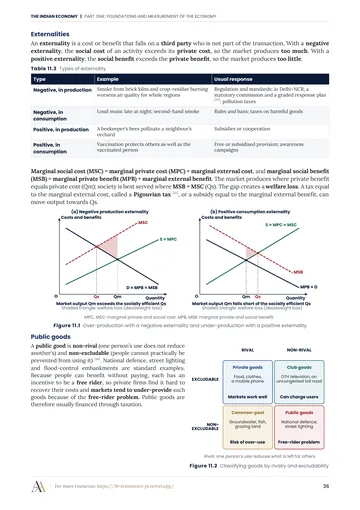 THE INDIAN ECONOMY | PART ONE: FOUNDATIONS AND MEASUREMENT OF THE ECONOMY
Externalities
An externality is a cost or benefit that falls on a third party who is not part of the transaction. With a negative
externality, the social cost of an activity exceeds its private cost, so the market produces too much. With a
positive externality, the social benefit exceeds the private benefit, so the market produces too little.
Table 11.3 Types of externality
Type Example Usual response
Negative, in production Smoke from brick kilns and crop-residue burning Regulation and standards; in Delhi-NCR, a
worsens air quality for whole regions statutory commission and a graded response plan
; pollution taxes
Negative, in Loud music late at night; second-hand smoke Rules and bans; taxes on harmful goods
consumption
Positive, in production A beekeeper's bees pollinate a neighbour's Subsidies or cooperation
orchard
Positive, in Vaccination protects others as well as the Free or subsidised provision; awareness
consumption vaccinated person campaigns
Marginal social cost (MSC) = marginal private cost (MPC) + marginal external cost, and marginal social benefit
(MSB) = marginal private benefit (MPB) + marginal external benefit. The market produces where private benefit
equals private cost (Qm); society is best served where MSB = MSC (Qs). The gap creates a welfare loss. A tax equal
to the marginal external cost, called a Pigouvian tax , or a subsidy equal to the marginal external benefit, can
move output towards Qs.
(a) Negative production externality
Costs and benefits
MSC
S = MPC
D = MPB = MSB
0 Qs Qm Quantity
Market output Qm exceeds the socially efficient Qs
Shaded triangle: welfare loss (deadweight loss)
(b) Positive consumption externality
Costs and benefits
S = MPC = MSC
MSB
MPB = D
0 Qm Qs Quantity
Market output Qm falls short of the socially efficient Qs
Shaded triangle: welfare loss (deadweight loss)
MPC, MSC: marginal private and social cost; MPB, MSB: marginal private and social benefit
Figure 11.1 Over-production with a negative externality and under-production with a positive externality
Public goods
A public good is non-rival (one person's use does not reduce
another's) and non-excludable (people cannot practically be
prevented from using it) . National defence, street lighting
and flood-control embankments are standard examples.
Because people can benefit without paying, each has an
incentive to be a free rider, so private firms find it hard to
recover their costs and markets tend to under-provide such
goods because of the free-rider problem. Public goods are
therefore usually financed through taxation.
RIVAL NON-RIVAL
EXCLUDABLE
Private goods
Food, clothes,
a mobile phone
Markets work well
Club goods
DTH television, an
uncongested toll road
Can charge users
NON-
EXCLUDABLE
Common-pool
Groundwater, fish,
grazing land
Risk of over-use
Public goods
National defence,
street lighting
Free-rider problem
Rival: one person's use reduces what is left for others
Figure 11.2 Classifying goods by rivalry and excludability
For more resources: https://ilr-economics-pi.vercel.app/
36